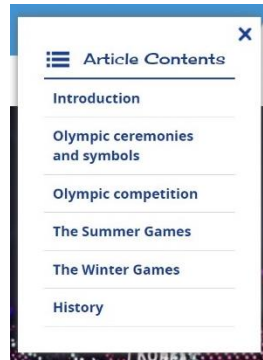 Article Contents
Introduction
Olympic ceremonies
and symbols
Olympic competition
The Summer Games
The Winter Games
History